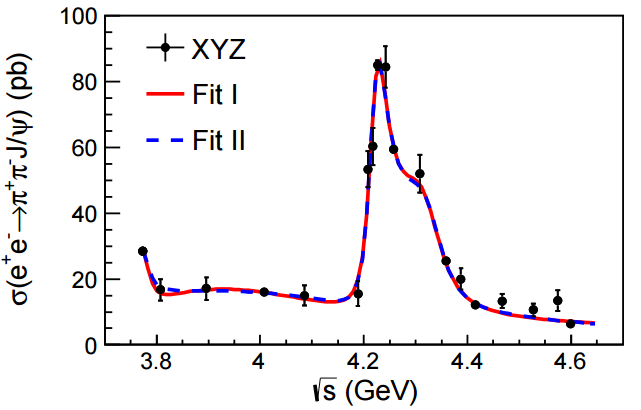 100
80
60
40
20
0
σ(e⁺e⁻→π⁺π⁻J/ψ) (pb)
XYZ
Fit I
Fit II
3.8 4 4.2 4.4 4.6
√s (GeV)